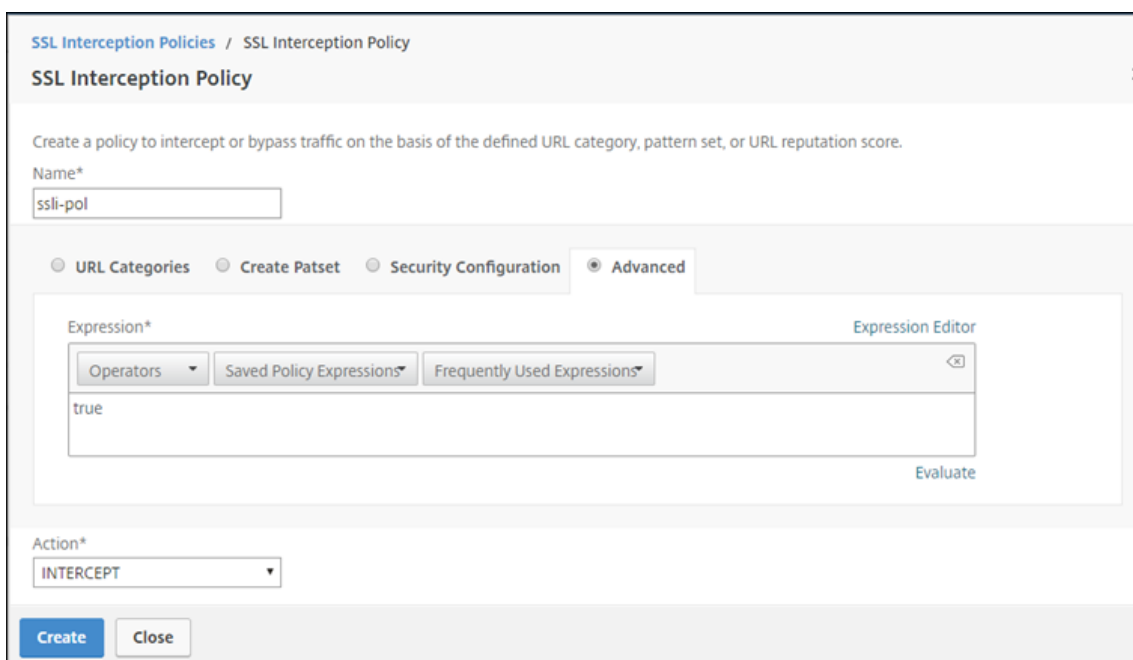 SSL Interception Policies / SSL Interception Policy
SSL Interception Policy
Create a policy to intercept or bypass traffic on the basis of the defined URL category, pattern set, or URL reputation score.
Name*
ssli-pol
URL Categories Create Patset Security Configuration Advanced
Expression* Expression Editor
Operators Saved Policy Expressions Frequently Used Expressions
true
Evaluate
Action*
INTERCEPT
Create Close